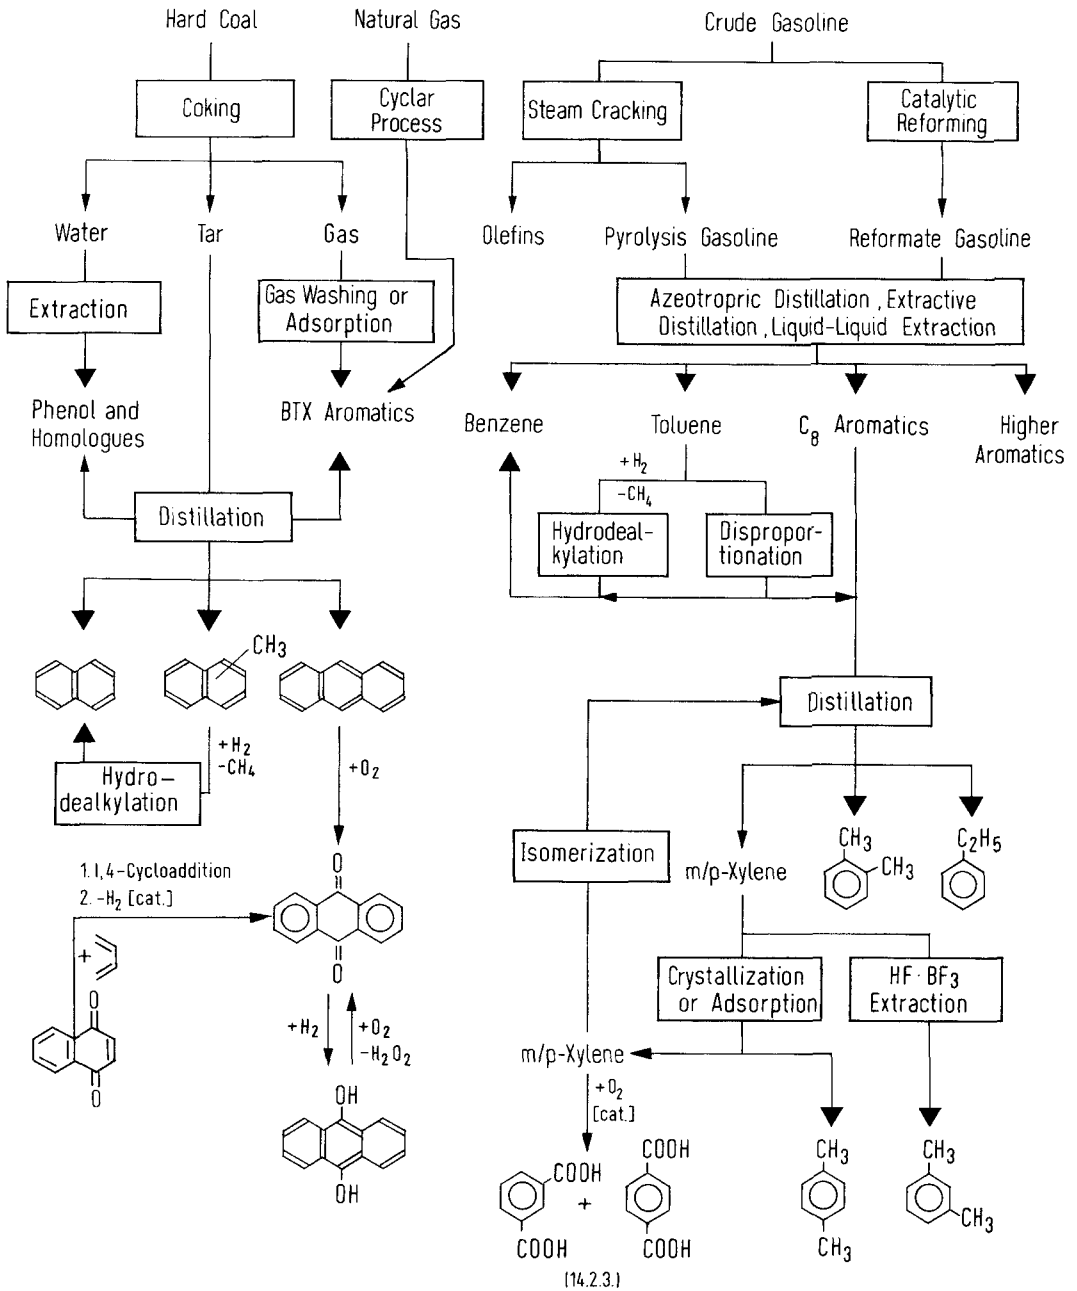 Hard Coal
Natural Gas
Crude Gasoline
Coking
Cyclar
Process
Steam Cracking
Catalytic
Reforming
Water
Tar
Gas
Olefins
Pyrolysis Gasoline
Reformate Gasoline
Extraction
Gas Washing or
Adsorption
Azeotropric Distillation, Extractive
Distillation, Liquid-Liquid Extraction
Phenol and
Homologues
BTX Aromatics
Benzene
Toluene
C₈ Aromatics
Higher
Aromatics
+H₂
-CH₄
Distillation
Hydrodeal-
kylation
Dispropor-
tionation
CH₃
+H₂
-CH₄
+O₂
Hydro-
dealkylation
Distillation
Isomerization
m/p-Xylene
CH₃
CH₃
C₂H₅
1. 1,4-Cycloaddition
2. -H₂ [cat.]
+
O
O
O
O
Crystallization
or Adsorption
HF·BF₃
Extraction
+H₂
+O₂
-H₂O₂
m/p-Xylene
+O₂
[cat.]
OH
OH
COOH
+
COOH
COOH
COOH
CH₃
CH₃
CH₃
CH₃
(14.2.3.)